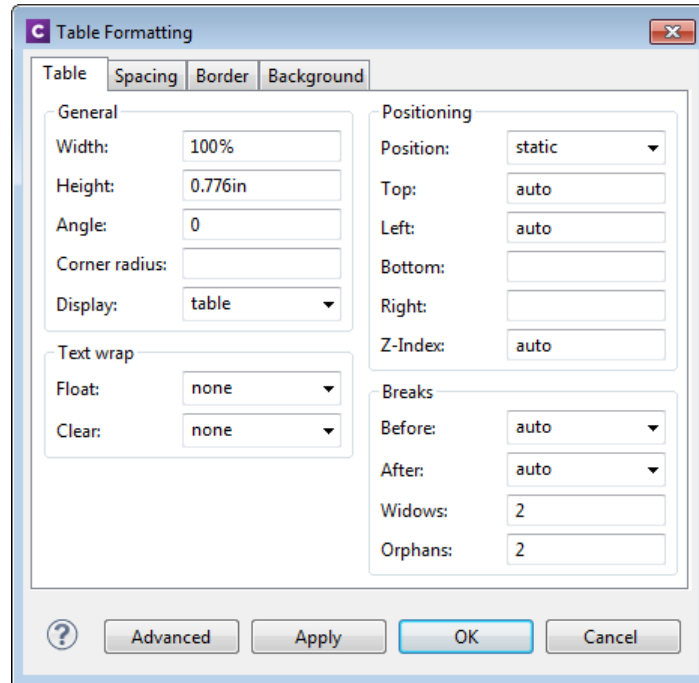 C Table Formatting
Table Spacing Border Background
General
Width: 100%
Height: 0.776in
Angle: 0
Corner radius:
Display: table
Text wrap
Float: none
Clear: none
Positioning
Position: static
Top: auto
Left: auto
Bottom:
Right:
Z-Index: auto
Breaks
Before: auto
After: auto
Widows: 2
Orphans: 2
? Advanced Apply OK Cancel